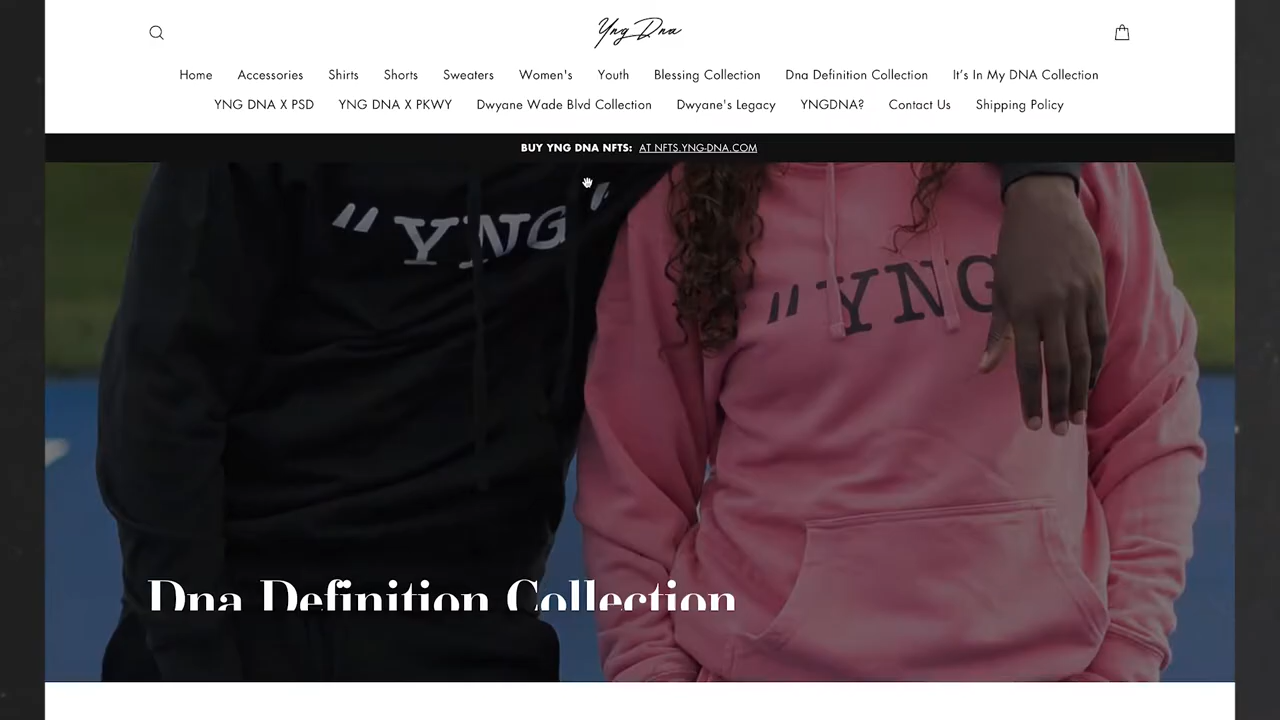 Yng Dna
Home Accessories Shirts Shorts Sweaters Women's Youth Blessing Collection Dna Definition Collection It's In My DNA Collection
YNG DNA X PSD YNG DNA X PKWY Dwyane Wade Blvd Collection Dwyane's Legacy YNGDNA? Contact Us Shipping Policy
BUY YNG DNA NFTS: AT NFTS.YNG-DNA.COM
"YNG "
"YNG
Dna Definition Collection